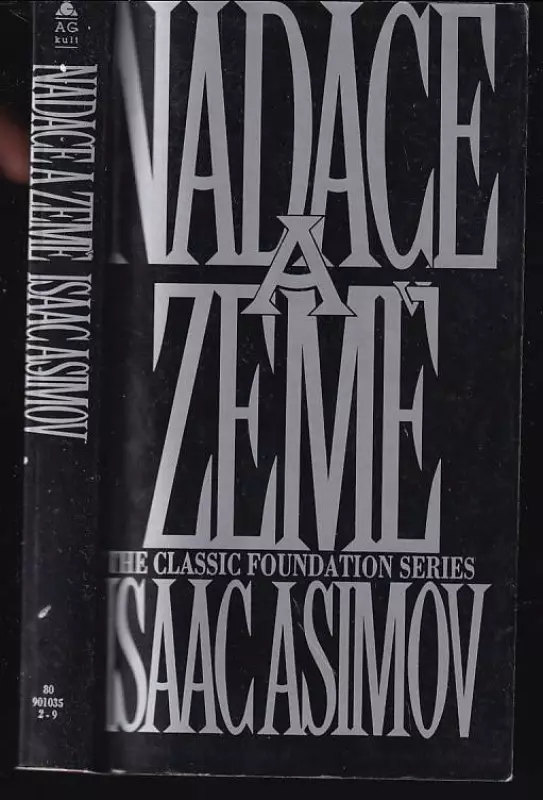 AG
kult
NADACE A ZEMĚ ISAAC ASIMOV
80
901035
2-9
NADACE
A
ZEMĚ
THE CLASSIC FOUNDATION SERIES
ISAAC ASIMOV